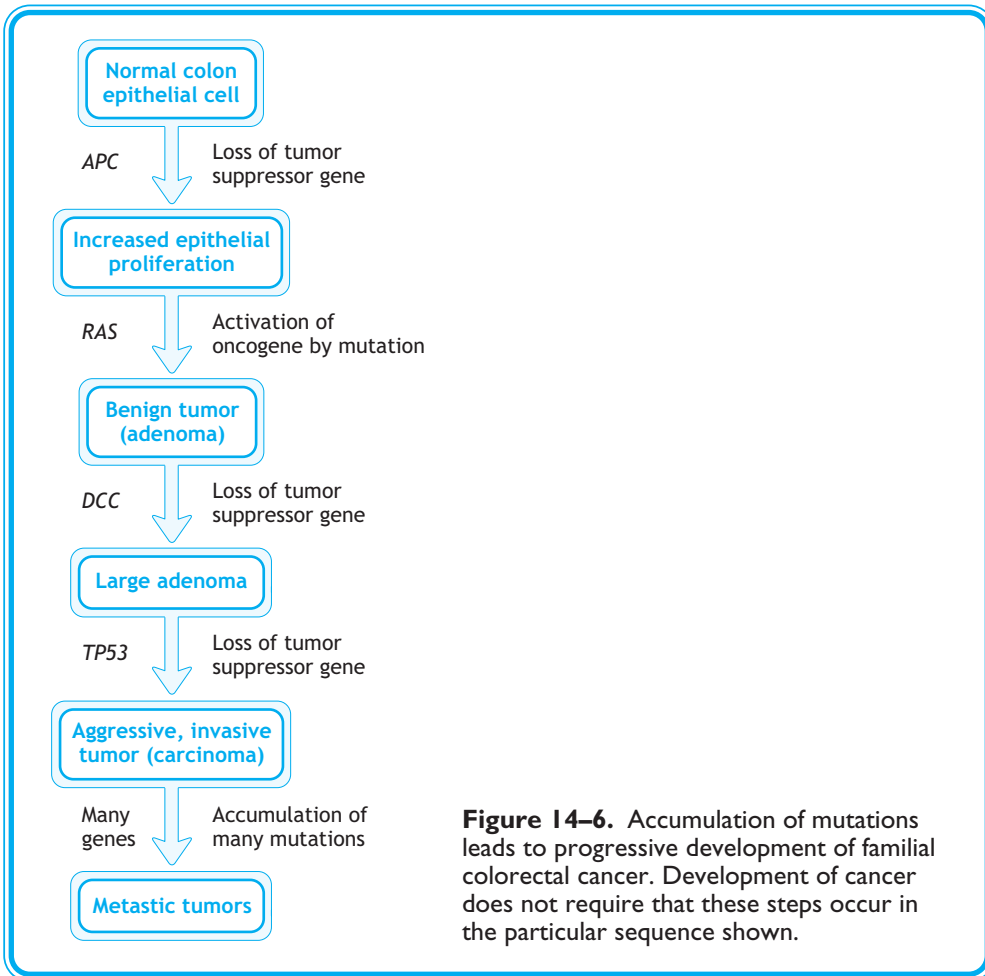 Normal colon
epithelial cell
APC
Loss of tumor
suppressor gene
Increased epithelial
proliferation
RAS
Activation of
oncogene by mutation
Benign tumor
(adenoma)
DCC
Loss of tumor
suppressor gene
Large adenoma
TP53
Loss of tumor
suppressor gene
Aggressive, invasive
tumor (carcinoma)
Many
genes
Accumulation of
many mutations
Metastic tumors
Figure 14–6. Accumulation of mutations
leads to progressive development of familial
colorectal cancer. Development of cancer
does not require that these steps occur in
the particular sequence shown.